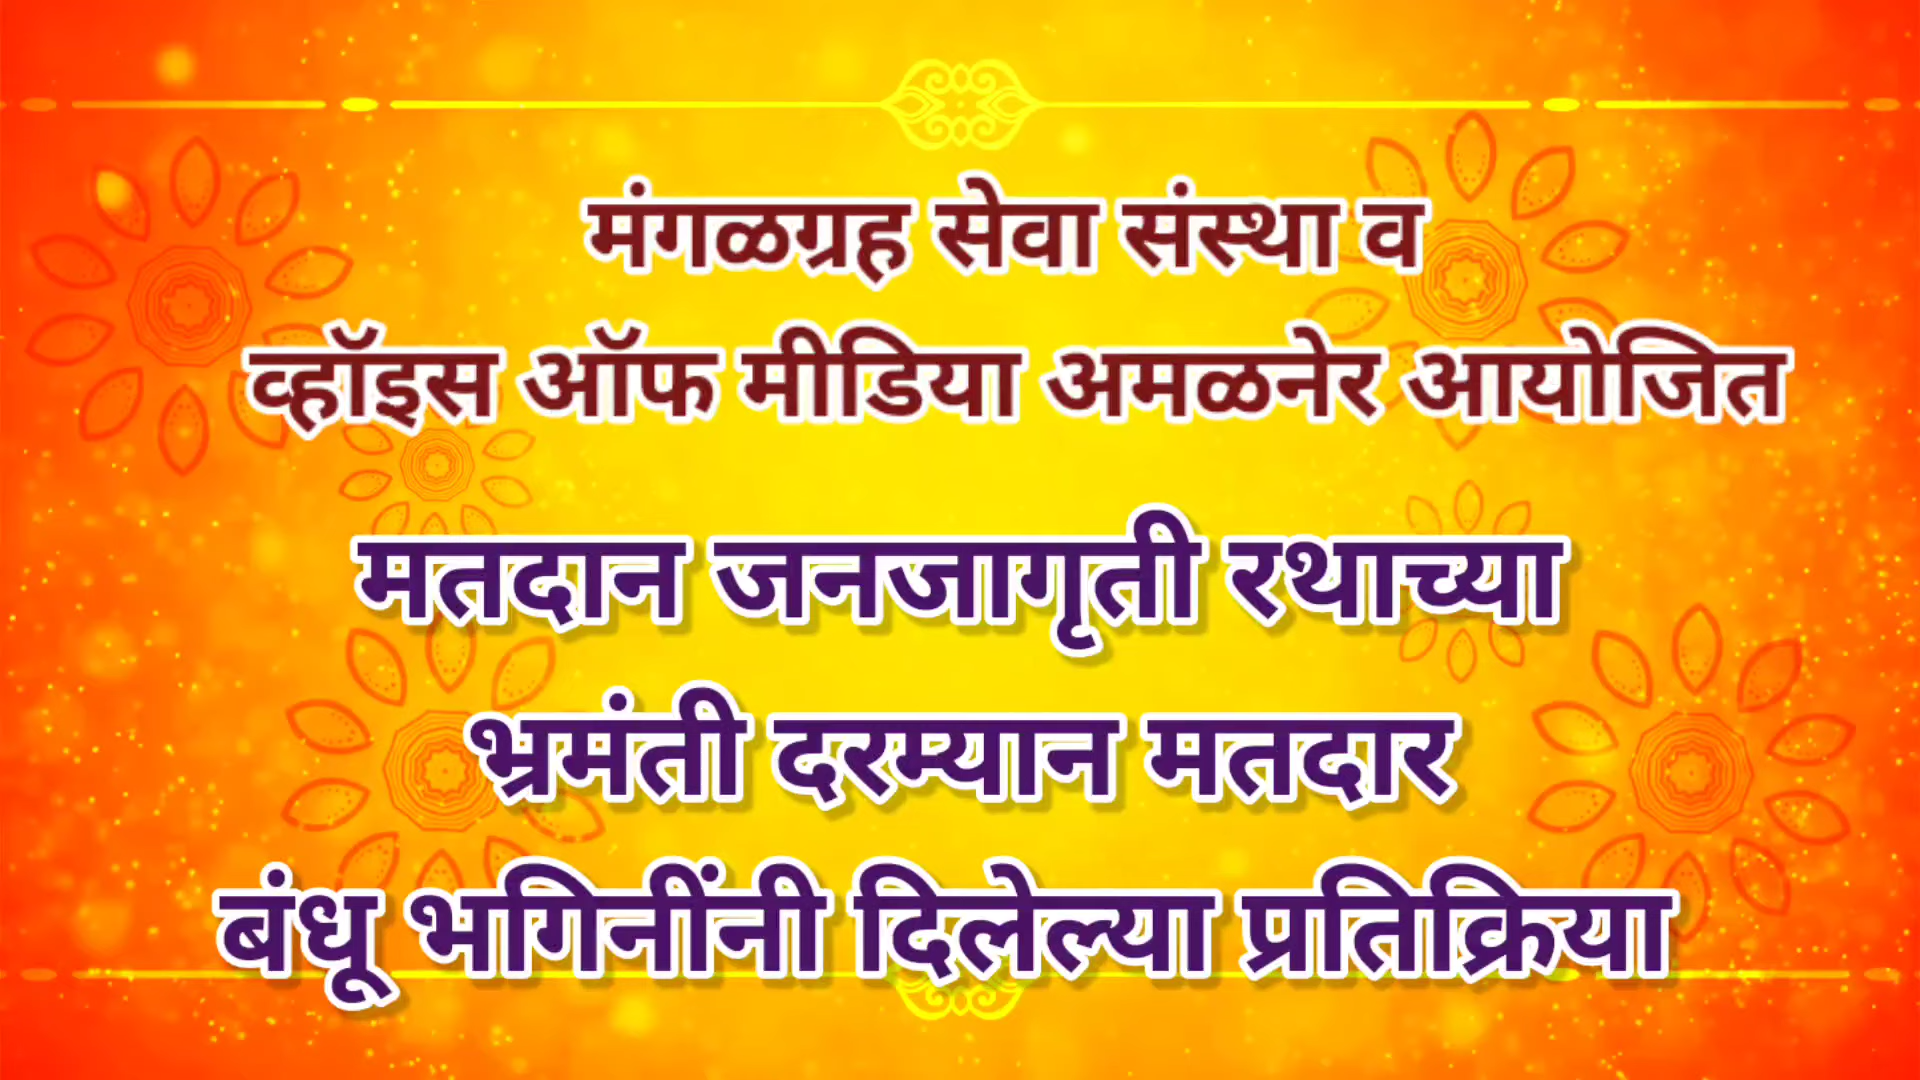 मंगळग्रह सेवा संस्था व
व्हॉइस ऑफ मीडिया अमळनेर आयोजित
मतदान जनजागृती रथाच्या
भ्रमंती दरम्यान मतदार
बंधू भगिनींनी दिलेल्या प्रतिक्रिया